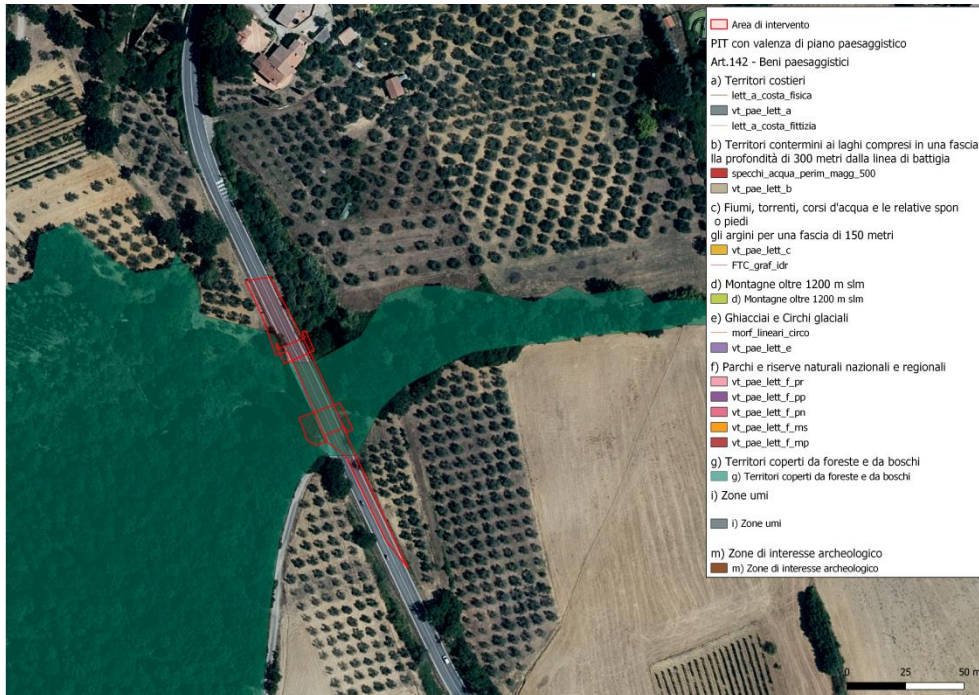 Area di intervento
PIT con valenza di piano paesaggistico
Art.142 - Beni paesaggistici
a) Territori costieri
lett_a_costa_fisica
vt_pae_lett_a
lett_a_costa_fittizia
b) Territori contermini ai laghi compresi in una fascia
lla profondità di 300 metri dalla linea di battigia
specchi_acqua_perim_magg_500
vt_pae_lett_b
c) Fiumi, torrenti, corsi d'acqua e le relative spon
o piedi
gli argini per una fascia di 150 metri
vt_pae_lett_c
FTC_graf_idr
d) Montagne oltre 1200 m slm
d) Montagne oltre 1200 m slm
e) Ghiacciai e Circhi glaciali
morf_lineari_circo
vt_pae_lett_e
f) Parchi e riserve naturali nazionali e regionali
vt_pae_lett_f_pr
vt_pae_lett_f_pp
vt_pae_lett_f_pn
vt_pae_lett_f_rns
vt_pae_lett_f_rnp
g) Territori coperti da foreste e da boschi
g) Territori coperti da foreste e da boschi
i) Zone umi
i) Zone umi
m) Zone di interesse archeologico
m) Zone di interesse archeologico
0 25 50 m